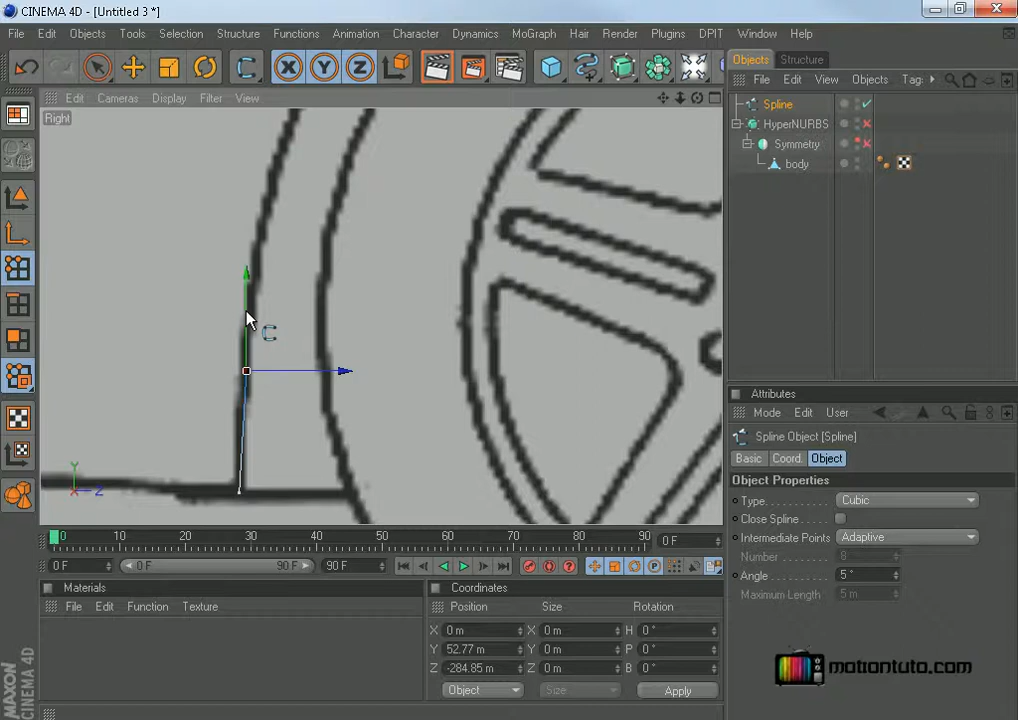 CINEMA 4D - [Untitled 3 *]
File Edit Objects Tools Selection Structure Functions Animation Character Dynamics MoGraph Hair Render Plugins DPIT Window Help
X Y Z
Objects Structure
File Edit View Objects Tag
Edit Cameras Display Filter View
Right
Spline
HyperNURBS
Symmetry
body
Attributes
Mode Edit User
Spline Object [Spline]
Basic Coord. Object
Object Properties
Type Cubic
Close Spline
Intermediate Points Adaptive
Number 8
Angle 5 °
Maximum Length 5 m
Y
X Z
0 10 20 30 40 50 60 70 80 90 0 F
0 F 0 F 90 F 90 F
Materials
File Edit Function Texture
Coordinates
Position Size Rotation
X 0 m X 0 m H 0 °
Y 52.77 m Y 0 m P 0 °
Z -284.85 m Z 0 m B 0 °
Object Size Apply
MAXON
CINEMA 4D
motiontuto.com